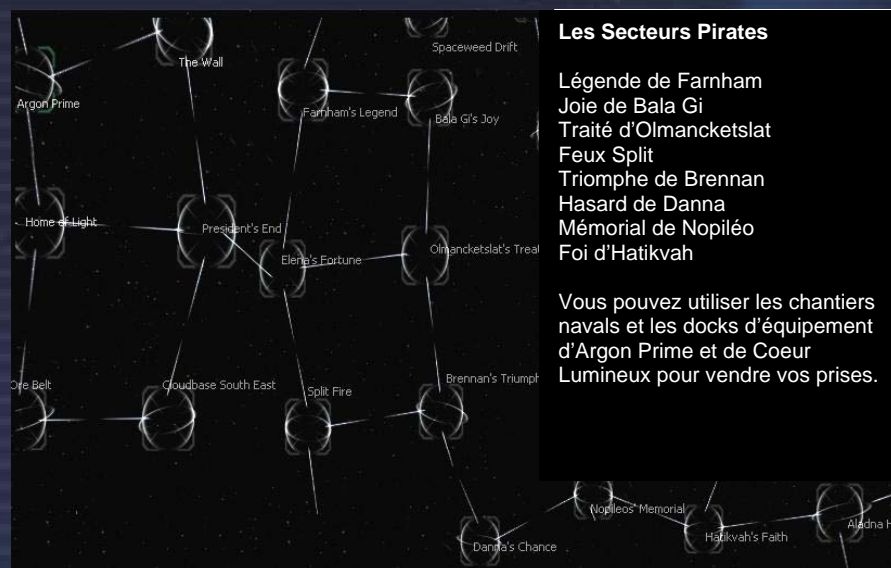 Les Secteurs Pirates
Légende de Farnham
Joie de Bala Gi
Traité d'Olmancketslat
Feux Split
Triomphe de Brennan
Hasard de Danna
Mémorial de Nopiléo
Foi d'Hatikvah
Vous pouvez utiliser les chantiers
navals et les docks d'équipement
d'Argon Prime et de Coeur
Lumineux pour vendre vos prises.
Spaceweed Drift
The Wall
Argon Prime
Farnham's Legend
Bala Gi's Joy
Home of Light
President's End
Elena's Fortune
Olmancketslat's Treat
Ore Belt
Cloudbase South East
Split Fire
Brennan's Triumph
Nopileos' Memorial
Danna's Chance
Hatikvah's Faith
Aladna H